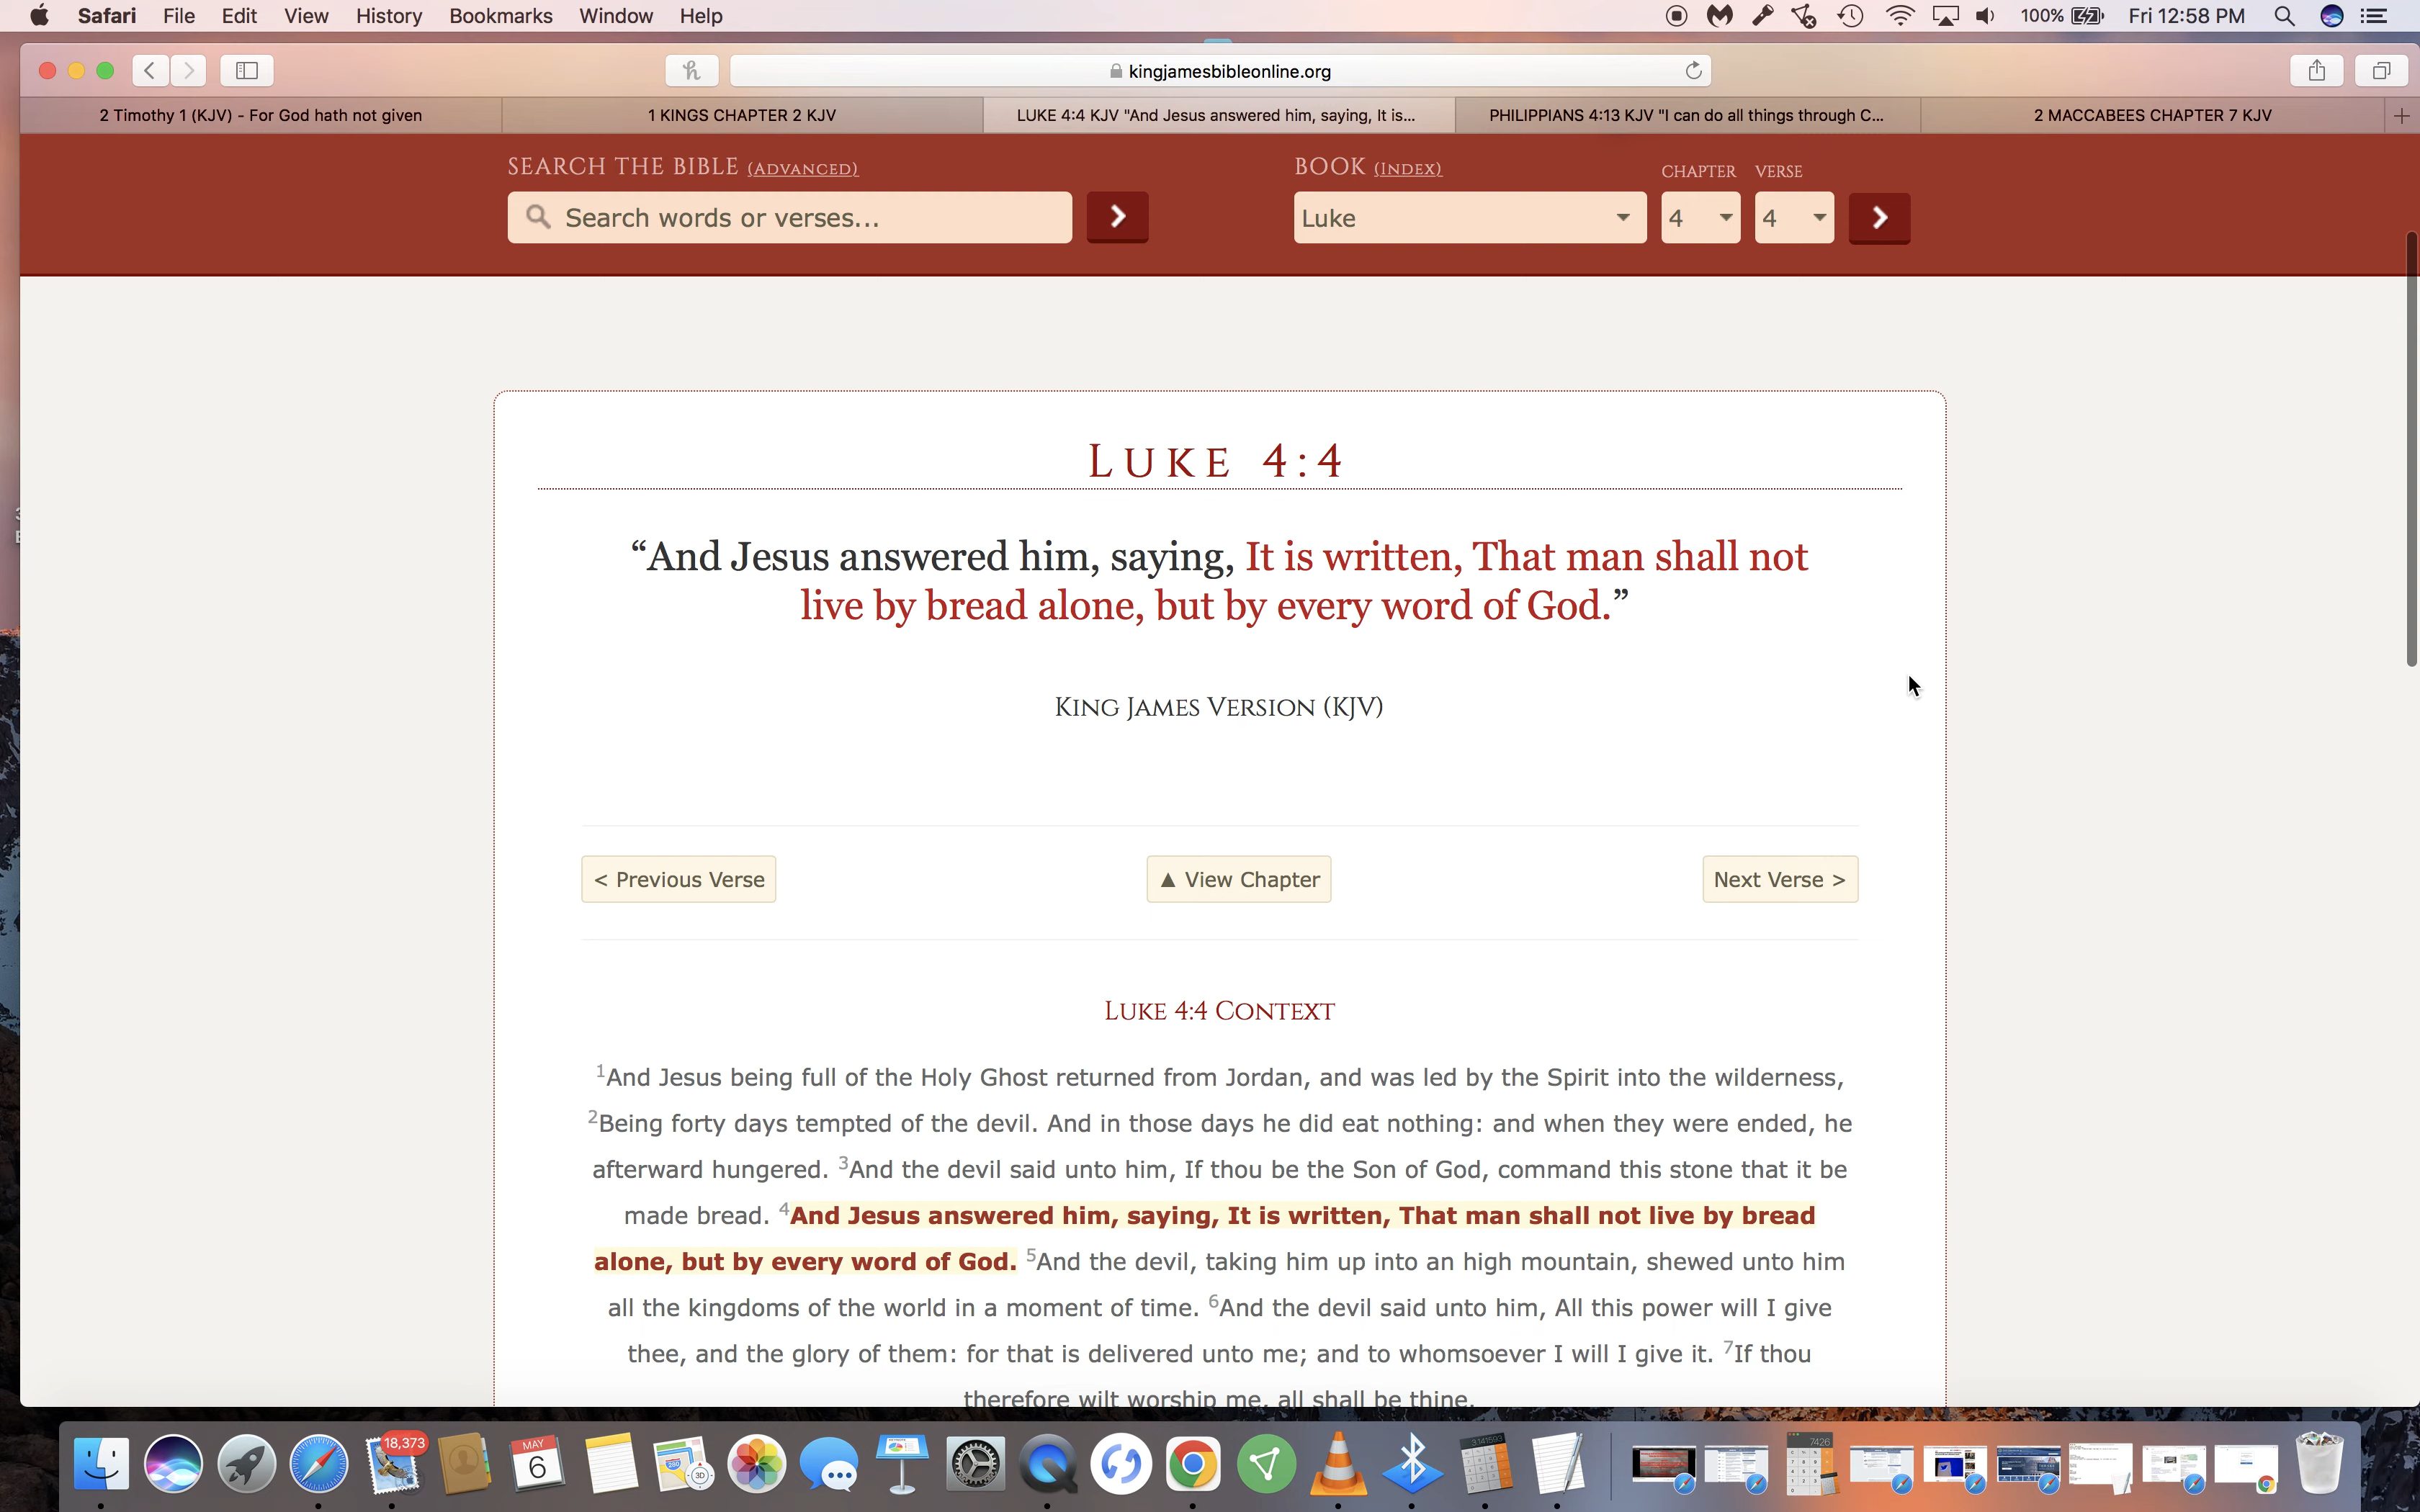 Safari File Edit View History Bookmarks Window Help 100% Fri 12:58 PM
kingjamesbibleonline.org
2 Timothy 1 (KJV) - For God hath not given
1 KINGS CHAPTER 2 KJV
LUKE 4:4 KJV "And Jesus answered him, saying, It is...
PHILIPPIANS 4:13 KJV "I can do all things through C...
2 MACCABEES CHAPTER 7 KJV
SEARCH THE BIBLE (ADVANCED)
BOOK (INDEX) CHAPTER VERSE
Search words or verses...
Luke 4 4
LUKE 4:4
“And Jesus answered him, saying, It is written, That man shall not
live by bread alone, but by every word of God.”
KING JAMES VERSION (KJV)
< Previous Verse ▲ View Chapter Next Verse >
LUKE 4:4 CONTEXT
1And Jesus being full of the Holy Ghost returned from Jordan, and was led by the Spirit into the wilderness,
2Being forty days tempted of the devil. And in those days he did eat nothing: and when they were ended, he
afterward hungered. 3And the devil said unto him, If thou be the Son of God, command this stone that it be
made bread. 4And Jesus answered him, saying, It is written, That man shall not live by bread
alone, but by every word of God. 5And the devil, taking him up into an high mountain, shewed unto him
all the kingdoms of the world in a moment of time. 6And the devil said unto him, All this power will I give
thee, and the glory of them: for that is delivered unto me; and to whomsoever I will I give it. 7If thou
therefore wilt worship me, all shall be thine.
18,373
MAY
6
280
3D
3.141593
7426